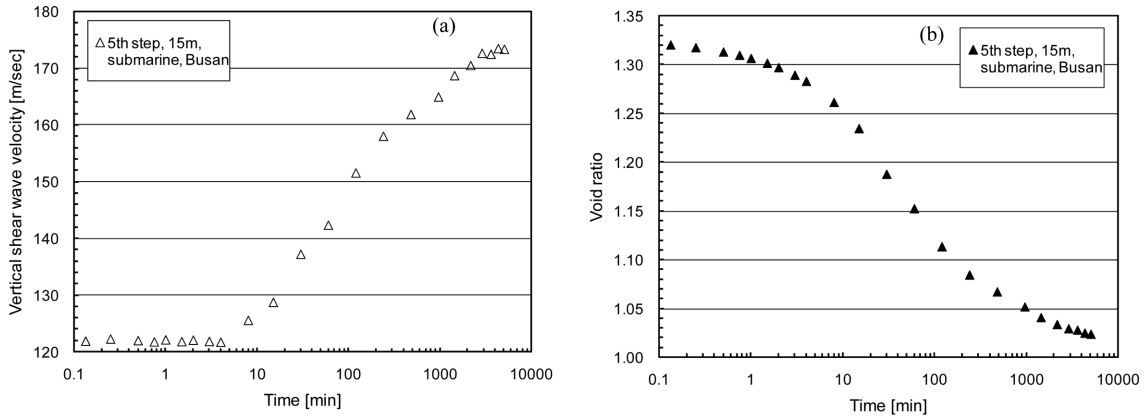 (a)
△ 5th step, 15m,
submarine, Busan
Vertical shear wave velocity [m/sec]
180
170
160
150
140
130
120
0.1
1
10
100
1000
10000
Time [min]
(b)
▲ 5th step, 15m,
submarine, Busan
Void ratio
1.35
1.30
1.25
1.20
1.15
1.10
1.05
1.00
0.1
1
10
100
1000
10000
Time [min]